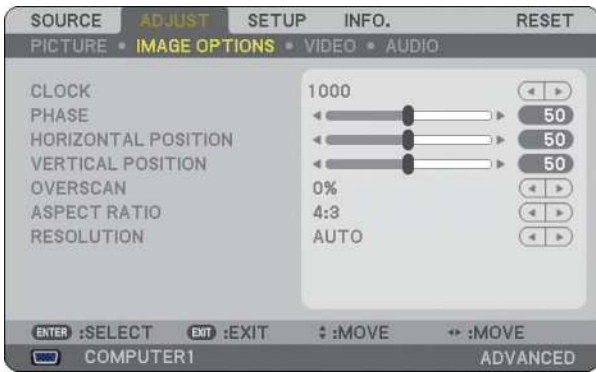 SOURCE ADJUST SETUP INFO. RESET
PICTURE • IMAGE OPTIONS • VIDEO • AUDIO
CLOCK 1000
PHASE 50
HORIZONTAL POSITION 50
VERTICAL POSITION 50
OVERSCAN 0%
ASPECT RATIO 4:3
RESOLUTION AUTO
ENTER :SELECT EXIT :EXIT :MOVE :MOVE
COMPUTER1 ADVANCED